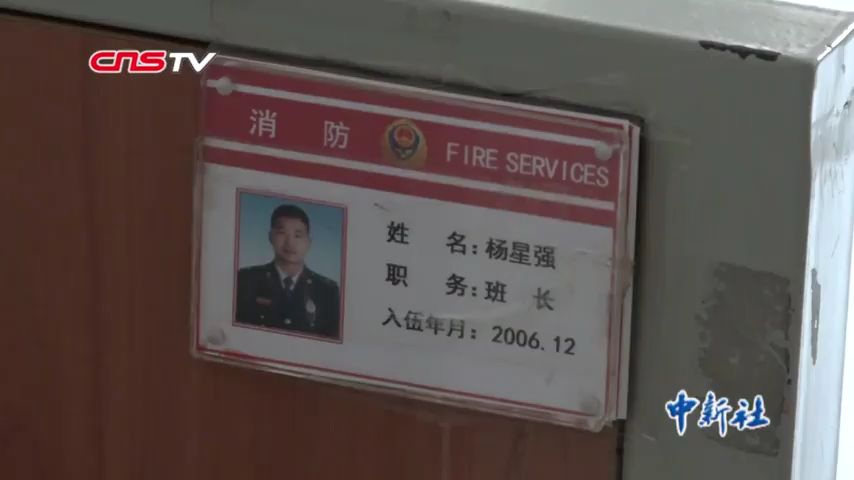 CNSTV
消 防 FIRE SERVICES
姓 名:杨星强
职 务:班 长
入伍年月:2006.12
中新社